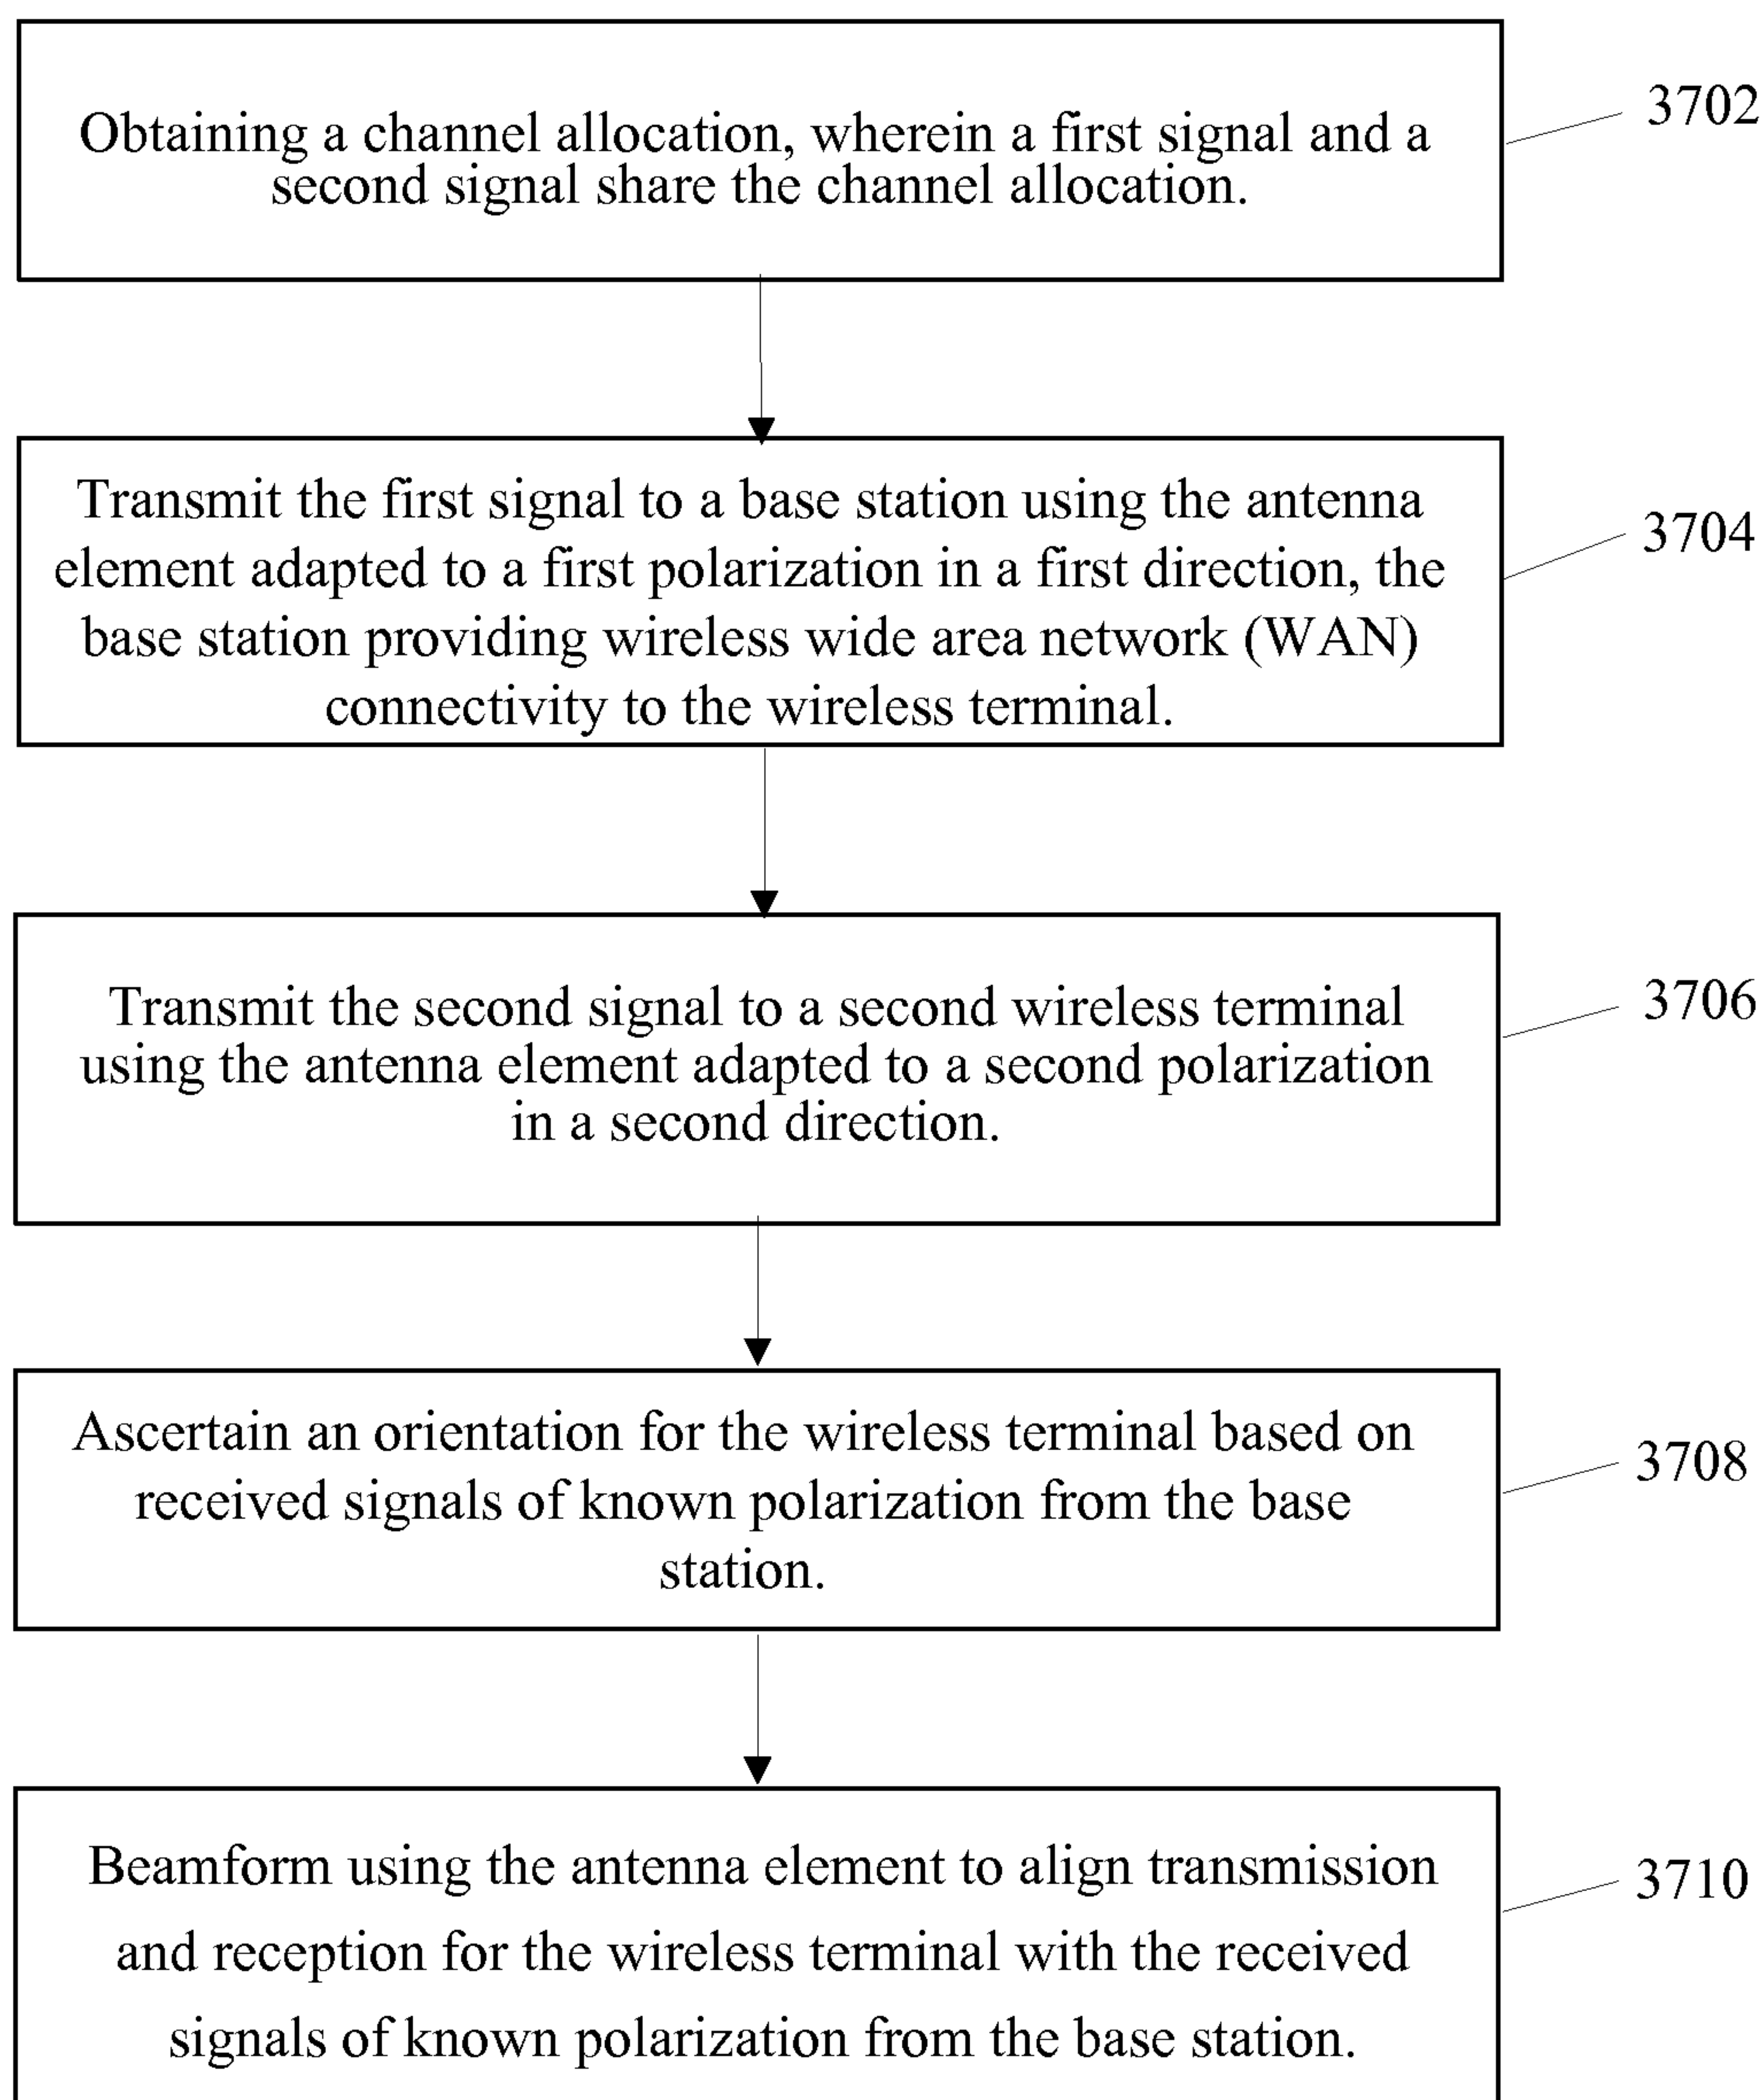 Obtaining a channel allocation, wherein a first signal and a
second signal share the channel allocation.
3702
Transmit the first signal to a base station using the antenna
element adapted to a first polarization in a first direction, the
base station providing wireless wide area network (WAN)
connectivity to the wireless terminal.
3704
Transmit the second signal to a second wireless terminal
using the antenna element adapted to a second polarization
in a second direction.
3706
Ascertain an orientation for the wireless terminal based on
received signals of known polarization from the base
station.
3708
Beamform using the antenna element to align transmission
and reception for the wireless terminal with the received
signals of known polarization from the base station.
3710